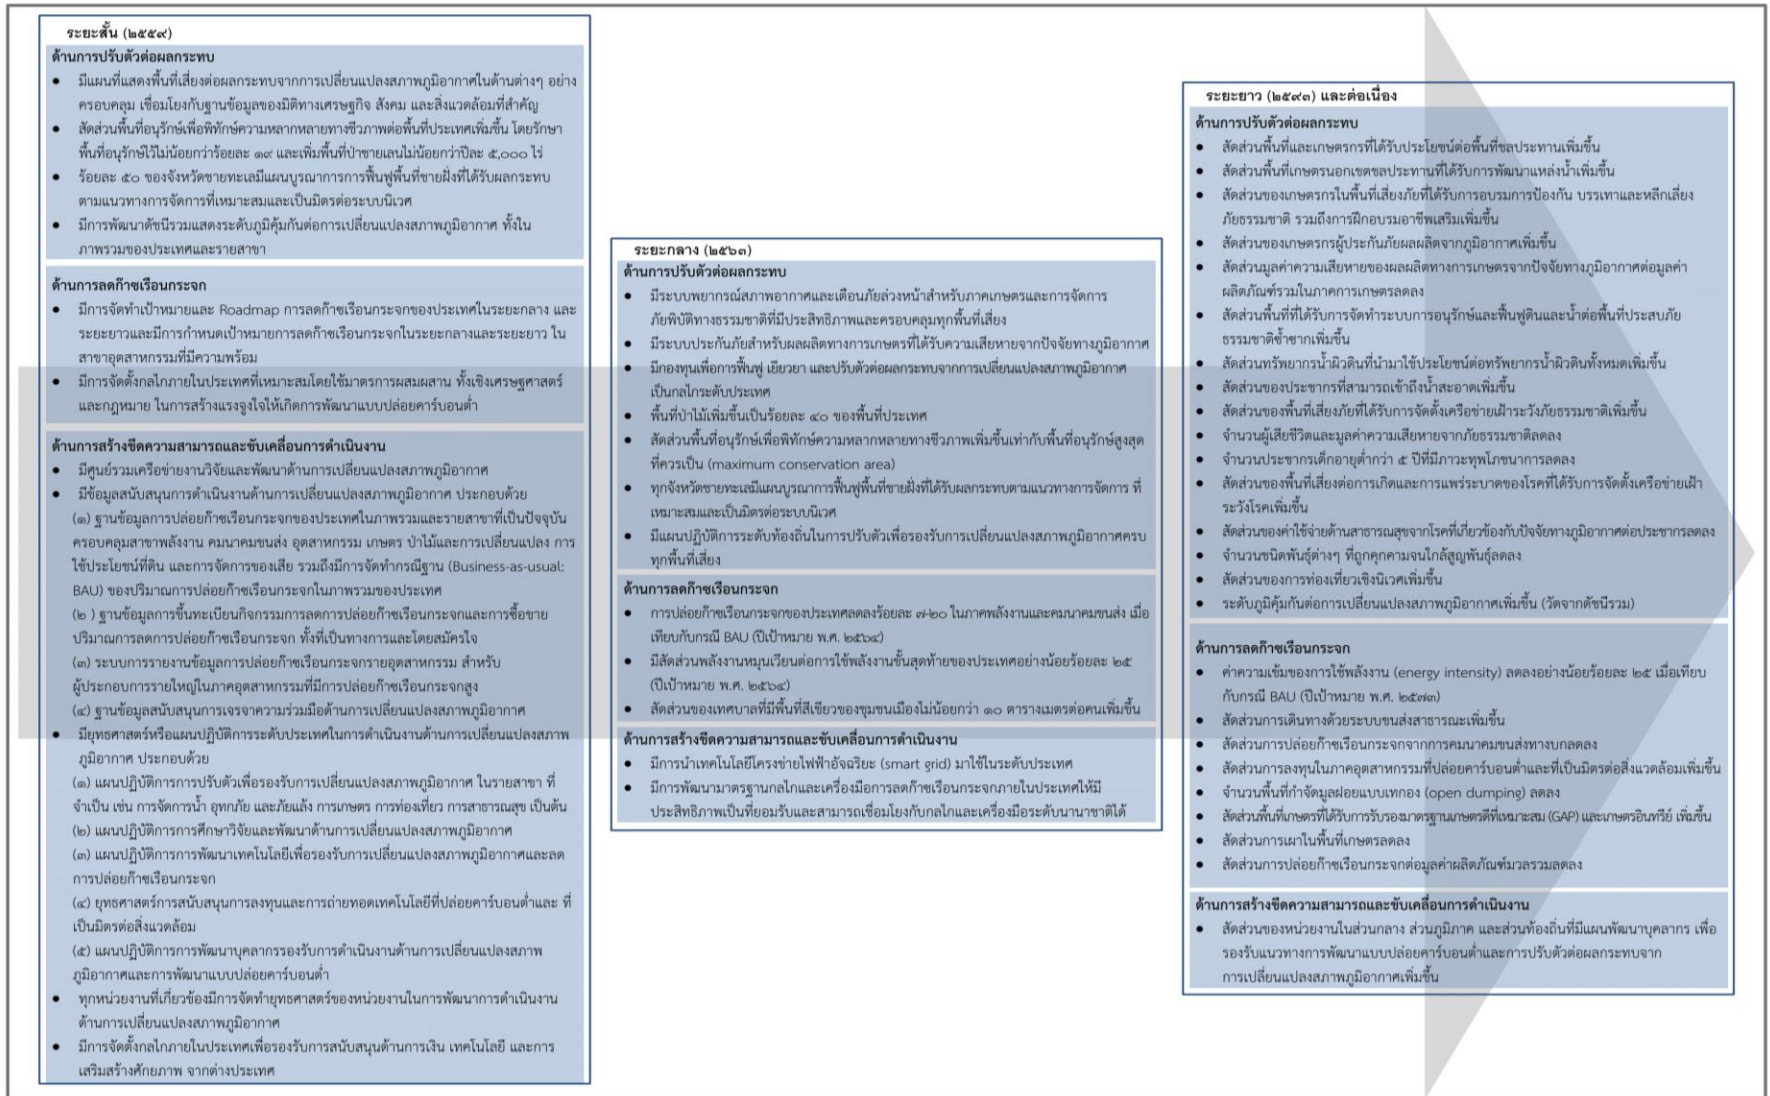 ระยะสั้น (๒๕๕๙)
ด้านการปรับตัวต่อผลกระทบ
● มีแผนที่แสดงพื้นที่เสี่ยงต่อผลกระทบจากการเปลี่ยนแปลงสภาพภูมิอากาศในด้านต่างๆ อย่าง
ครอบคลุม เชื่อมโยงกับฐานข้อมูลของมิติทางเศรษฐกิจ สังคม และสิ่งแวดล้อมที่สำคัญ
● สัดส่วนพื้นที่อนุรักษ์เพื่อพิทักษ์ความหลากหลายทางชีวภาพต่อพื้นที่ประเทศเพิ่มขึ้น โดยรักษา
พื้นที่อนุรักษ์ไว้ไม่น้อยกว่าร้อยละ ๑๙ และเพิ่มพื้นที่ป่าชายเลนไม่น้อยกว่าปีละ ๕,๐๐๐ ไร่
● ร้อยละ ๕๐ ของจังหวัดชายทะเลมีแผนบูรณาการการฟื้นฟูพื้นที่ชายฝั่งที่ได้รับผลกระทบ
ตามแนวทางการจัดการที่เหมาะสมและเป็นมิตรต่อระบบนิเวศ
● มีการพัฒนาดัชนีรวมแสดงระดับภูมิคุ้มกันต่อการเปลี่ยนแปลงสภาพภูมิอากาศ ทั้งใน
ภาพรวมของประเทศและรายสาขา
ด้านการลดก๊าซเรือนกระจก
● มีการจัดทำเป้าหมายและ Roadmap การลดก๊าซเรือนกระจกของประเทศในระยะกลาง และ
ระยะยาวและมีการกำหนดเป้าหมายการลดก๊าซเรือนกระจกในระยะกลางและระยะยาว ใน
สาขาอุตสาหกรรมที่มีความพร้อม
● มีการจัดตั้งกลไกภายในประเทศที่เหมาะสมโดยใช้มาตรการผสมผสาน ทั้งเชิงเศรษฐศาสตร์
และกฎหมาย ในการสร้างแรงจูงใจให้เกิดการพัฒนาแบบปล่อยคาร์บอนต่ำ
ด้านการสร้างขีดความสามารถและขับเคลื่อนการดำเนินงาน
● มีศูนย์รวมเครือข่ายงานวิจัยและพัฒนาด้านการเปลี่ยนแปลงสภาพภูมิอากาศ
● มีข้อมูลสนับสนุนการดำเนินงานด้านการเปลี่ยนแปลงสภาพภูมิอากาศ ประกอบด้วย
(๑) ฐานข้อมูลการปล่อยก๊าซเรือนกระจกของประเทศในภาพรวมและรายสาขาที่เป็นปัจจุบัน
ครอบคลุมสาขาพลังงาน คมนาคมขนส่ง อุตสาหกรรม เกษตร ป่าไม้และการเปลี่ยนแปลง การ
ใช้ประโยชน์ที่ดิน และการจัดการของเสีย รวมถึงมีการจัดทำกรณีฐาน (Business-as-usual:
BAU) ของปริมาณการปล่อยก๊าซเรือนกระจกในภาพรวมของประเทศ
(๒ ) ฐานข้อมูลการขึ้นทะเบียนกิจกรรมการลดการปล่อยก๊าซเรือนกระจกและการซื้อขาย
ปริมาณการลดการปล่อยก๊าซเรือนกระจก ทั้งที่เป็นทางการและโดยสมัครใจ
(๓) ระบบการรายงานข้อมูลการปล่อยก๊าซเรือนกระจกรายอุตสาหกรรม สำหรับ
ผู้ประกอบการรายใหญ่ในภาคอุตสาหกรรมที่มีการปล่อยก๊าซเรือนกระจกสูง
(๔) ฐานข้อมูลสนับสนุนการเจรจาความร่วมมือด้านการเปลี่ยนแปลงสภาพภูมิอากาศ
● มียุทธศาสตร์หรือแผนปฏิบัติการระดับประเทศในการดำเนินงานด้านการเปลี่ยนแปลงสภาพ
ภูมิอากาศ ประกอบด้วย
(๑) แผนปฏิบัติการการปรับตัวเพื่อรองรับการเปลี่ยนแปลงสภาพภูมิอากาศ ในรายสาขา ที่
จำเป็น เช่น การจัดการน้ำ อุทกภัย และภัยแล้ง การเกษตร การท่องเที่ยว การสาธารณสุข เป็นต้น
(๒) แผนปฏิบัติการการศึกษาวิจัยและพัฒนาด้านการเปลี่ยนแปลงสภาพภูมิอากาศ
(๓) แผนปฏิบัติการการพัฒนาเทคโนโลยีเพื่อรองรับการเปลี่ยนแปลงสภาพภูมิอากาศและลด
การปล่อยก๊าซเรือนกระจก
(๔) ยุทธศาสตร์การสนับสนุนการลงทุนและการถ่ายทอดเทคโนโลยีที่ปล่อยคาร์บอนต่ำและ ที่
เป็นมิตรต่อสิ่งแวดล้อม
(๕) แผนปฏิบัติการการพัฒนาบุคลากรรองรับการดำเนินงานด้านการเปลี่ยนแปลงสภาพ
ภูมิอากาศและการพัฒนาแบบปล่อยคาร์บอนต่ำ
● ทุกหน่วยงานที่เกี่ยวข้องมีการจัดทำยุทธศาสตร์ของหน่วยงานในการพัฒนาการดำเนินงาน
ด้านการเปลี่ยนแปลงสภาพภูมิอากาศ
● มีการจัดตั้งกลไกภายในประเทศเพื่อรองรับการสนับสนุนด้านการเงิน เทคโนโลยี และการ
เสริมสร้างศักยภาพ จากต่างประเทศ
ระยะกลาง (๒๕๖๓)
ด้านการปรับตัวต่อผลกระทบ
● มีระบบพยากรณ์สภาพอากาศและเตือนภัยล่วงหน้าสำหรับภาคเกษตรและการจัดการ
ภัยพิบัติทางธรรมชาติที่มีประสิทธิภาพและครอบคลุมทุกพื้นที่เสี่ยง
● มีระบบประกันภัยสำหรับผลผลิตทางการเกษตรที่ได้รับความเสียหายจากปัจจัยทางภูมิอากาศ
● มีกองทุนเพื่อการฟื้นฟู เยียวยา และปรับตัวต่อผลกระทบจากการเปลี่ยนแปลงสภาพภูมิอากาศ
เป็นกลไกระดับประเทศ
● พื้นที่ป่าไม้เพิ่มขึ้นเป็นร้อยละ ๔๐ ของพื้นที่ประเทศ
● สัดส่วนพื้นที่อนุรักษ์เพื่อพิทักษ์ความหลากหลายทางชีวภาพเพิ่มขึ้นเท่ากับพื้นที่อนุรักษ์สูงสุด
ที่ควรเป็น (maximum conservation area)
● ทุกจังหวัดชายทะเลมีแผนบูรณาการฟื้นฟูพื้นที่ชายฝั่งที่ได้รับผลกระทบตามแนวทางการจัดการ ที่
เหมาะสมและเป็นมิตรต่อระบบนิเวศ
● มีแผนปฏิบัติการระดับท้องถิ่นในการปรับตัวเพื่อรองรับการเปลี่ยนแปลงสภาพภูมิอากาศครบ
ทุกพื้นที่เสี่ยง
ด้านการลดก๊าซเรือนกระจก
● การปล่อยก๊าซเรือนกระจกของประเทศลดลงร้อยละ ๗-๒๐ ในภาคพลังงานและคมนาคมขนส่ง เมื่อ
เทียบกับกรณี BAU (ปีเป้าหมาย พ.ศ. ๒๕๖๔)
● มีสัดส่วนพลังงานหมุนเวียนต่อการใช้พลังงานขั้นสุดท้ายของประเทศอย่างน้อยร้อยละ ๒๕
(ปีเป้าหมาย พ.ศ. ๒๕๖๔)
● สัดส่วนของเทศบาลที่มีพื้นที่สีเขียวของชุมชนเมืองไม่น้อยกว่า ๑๐ ตารางเมตรต่อคนเพิ่มขึ้น
ด้านการสร้างขีดความสามารถและขับเคลื่อนการดำเนินงาน
● มีการนำเทคโนโลยีโครงข่ายไฟฟ้าอัจฉริยะ (smart grid) มาใช้ในระดับประเทศ
● มีการพัฒนามาตรฐานกลไกและเครื่องมือการลดก๊าซเรือนกระจกภายในประเทศให้มี
ประสิทธิภาพเป็นที่ยอมรับและสามารถเชื่อมโยงกับกลไกและเครื่องมือระดับนานาชาติได้
ระยะยาว (๒๕๙๓) และต่อเนื่อง
ด้านการปรับตัวต่อผลกระทบ
● สัดส่วนพื้นที่และเกษตรกรที่ได้รับประโยชน์ต่อพื้นที่ชลประทานเพิ่มขึ้น
● สัดส่วนพื้นที่เกษตรนอกเขตชลประทานที่ได้รับการพัฒนาแหล่งน้ำเพิ่มขึ้น
● สัดส่วนของเกษตรกรในพื้นที่เสี่ยงภัยที่ได้รับการอบรมการป้องกัน บรรเทาและหลีกเลี่ยง
ภัยธรรมชาติ รวมถึงการฝึกอบรมอาชีพเสริมเพิ่มขึ้น
● สัดส่วนของเกษตรกรผู้ประกันภัยผลผลิตจากภูมิอากาศเพิ่มขึ้น
● สัดส่วนมูลค่าความเสียหายของผลผลิตทางการเกษตรจากปัจจัยทางภูมิอากาศต่อมูลค่า
ผลิตภัณฑ์รวมในภาคการเกษตรลดลง
● สัดส่วนพื้นที่ที่ได้รับการจัดทำระบบการอนุรักษ์และฟื้นฟูดินและน้ำต่อพื้นที่ประสบภัย
ธรรมชาติซ้ำซากเพิ่มขึ้น
● สัดส่วนทรัพยากรน้ำผิวดินที่นำมาใช้ประโยชน์ต่อทรัพยากรน้ำผิวดินทั้งหมดเพิ่มขึ้น
● สัดส่วนของประชากรที่สามารถเข้าถึงน้ำสะอาดเพิ่มขึ้น
● สัดส่วนของพื้นที่เสี่ยงภัยที่ได้รับการจัดตั้งเครือข่ายเฝ้าระวังภัยธรรมชาติเพิ่มขึ้น
● จำนวนผู้เสียชีวิตและมูลค่าความเสียหายจากภัยธรรมชาติลดลง
● จำนวนประชากรเด็กอายุต่ำกว่า ๕ ปีที่มีภาวะทุพโภชนาการลดลง
● สัดส่วนของพื้นที่เสี่ยงต่อการเกิดและการแพร่ระบาดของโรคที่ได้รับการจัดตั้งเครือข่ายเฝ้า
ระวังโรคเพิ่มขึ้น
● สัดส่วนของค่าใช้จ่ายด้านสาธารณสุขจากโรคที่เกี่ยวข้องกับปัจจัยทางภูมิอากาศต่อประชากรลดลง
● จำนวนชนิดพันธุ์ต่างๆ ที่ถูกคุกคามจนใกล้สูญพันธุ์ลดลง
● สัดส่วนของการท่องเที่ยวเชิงนิเวศเพิ่มขึ้น
● ระดับภูมิคุ้มกันต่อการเปลี่ยนแปลงสภาพภูมิอากาศเพิ่มขึ้น (วัดจากดัชนีรวม)
ด้านการลดก๊าซเรือนกระจก
● ค่าความเข้มของการใช้พลังงาน (energy intensity) ลดลงอย่างน้อยร้อยละ ๒๕ เมื่อเทียบ
กับกรณี BAU (ปีเป้าหมาย พ.ศ. ๒๕๗๓)
● สัดส่วนการเดินทางด้วยระบบขนส่งสาธารณะเพิ่มขึ้น
● สัดส่วนการปล่อยก๊าซเรือนกระจกจากการคมนาคมขนส่งทางบกลดลง
● สัดส่วนการลงทุนในภาคอุตสาหกรรมที่ปล่อยคาร์บอนต่ำและที่เป็นมิตรต่อสิ่งแวดล้อมเพิ่มขึ้น
● จำนวนพื้นที่กำจัดมูลฝอยแบบเทกอง (open dumping) ลดลง
● สัดส่วนพื้นที่เกษตรที่ได้รับการรับรองมาตรฐานเกษตรดีที่เหมาะสม (GAP) และเกษตรอินทรีย์ เพิ่มขึ้น
● สัดส่วนการเผาในพื้นที่เกษตรลดลง
● สัดส่วนการปล่อยก๊าซเรือนกระจกต่อมูลค่าผลิตภัณฑ์มวลรวมลดลง
ด้านการสร้างขีดความสามารถและขับเคลื่อนการดำเนินงาน
● สัดส่วนของหน่วยงานในส่วนกลาง ส่วนภูมิภาค และส่วนท้องถิ่นที่มีแผนพัฒนาบุคลากร เพื่อ
รองรับแนวทางการพัฒนาแบบปล่อยคาร์บอนต่ำและการปรับตัวต่อผลกระทบจาก
การเปลี่ยนแปลงสภาพภูมิอากาศเพิ่มขึ้น